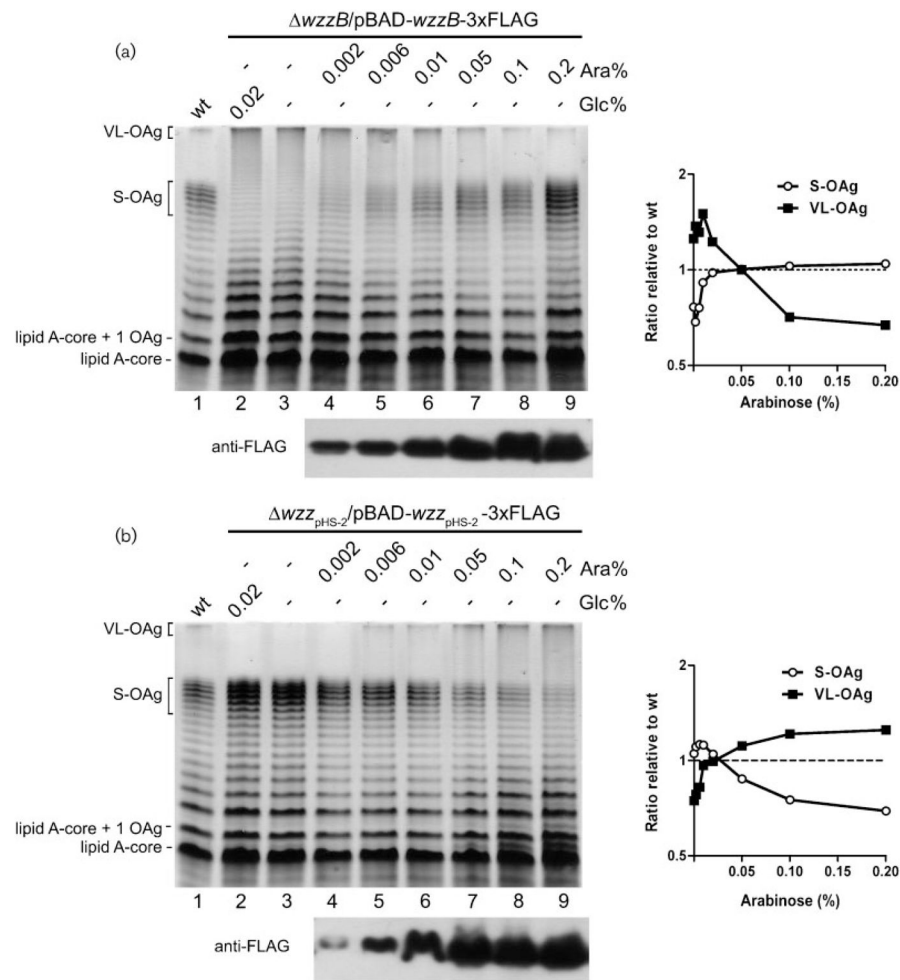 ΔwzzB/pBAD-wzzB-3xFLAG
(a)
- - 0.002 0.006 0.01 0.05 0.1 0.2 Ara%
wt 0.02 - - - - - - - Glc%
VL-OAg
S-OAg
lipid A-core + 1 OAg
lipid A-core
1 2 3 4 5 6 7 8 9
anti-FLAG
2
1
0.5
Ratio relative to wt
S-OAg
VL-OAg
0.05 0.10 0.15 0.20
Arabinose (%)
ΔwzzpHS-2/pBAD-wzzpHS-2-3xFLAG
(b)
- - 0.002 0.006 0.01 0.05 0.1 0.2 Ara%
wt 0.02 - - - - - - - Glc%
VL-OAg
S-OAg
lipid A-core + 1 OAg
lipid A-core
1 2 3 4 5 6 7 8 9
anti-FLAG
2
1
0.5
Ratio relative to wt
S-OAg
VL-OAg
0.05 0.10 0.15 0.20
Arabinose (%)